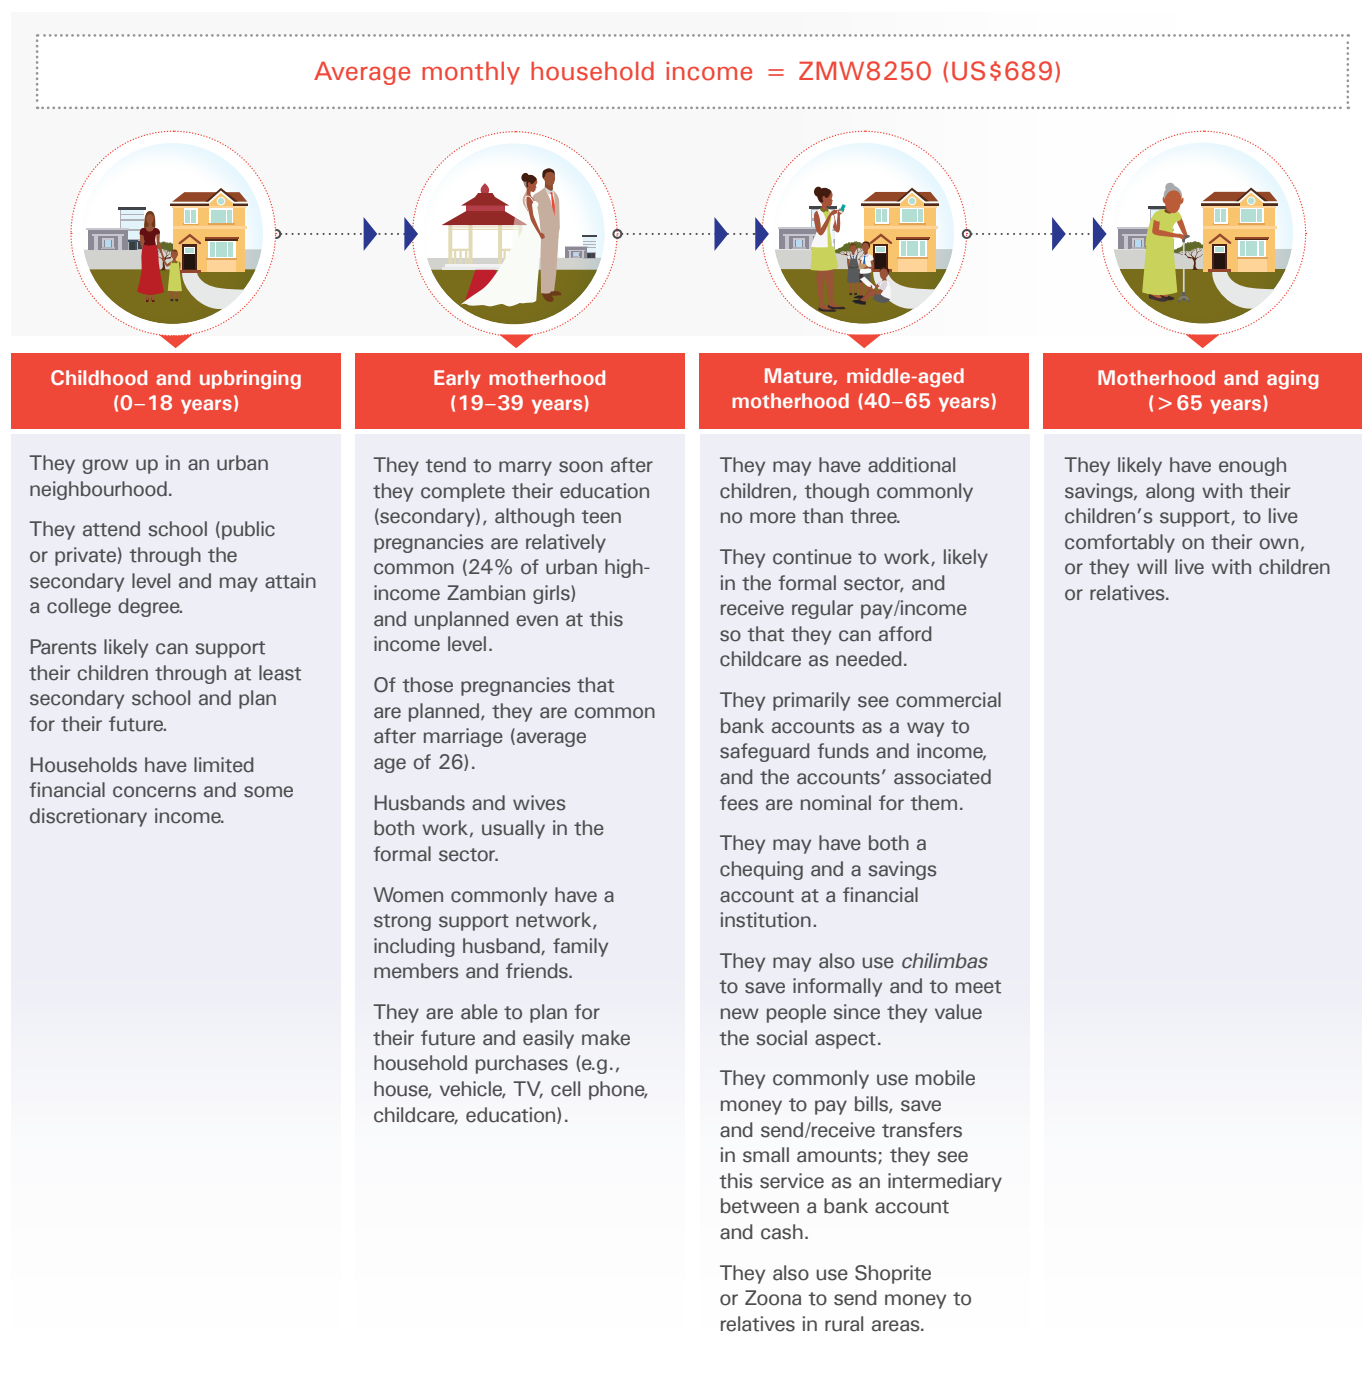 Average monthly household income = ZMW8250 (US$689)
Childhood and upbringing
(0–18 years)
They grow up in an urban
neighbourhood.
They attend school (public
or private) through the
secondary level and may attain
a college degree.
Parents likely can support
their children through at least
secondary school and plan
for their future.
Households have limited
financial concerns and some
discretionary income.
Early motherhood
(19–39 years)
They tend to marry soon after
they complete their education
(secondary), although teen
pregnancies are relatively
common (24% of urban high-
income Zambian girls)
and unplanned even at this
income level.
Of those pregnancies that
are planned, they are common
after marriage (average
age of 26).
Husbands and wives
both work, usually in the
formal sector.
Women commonly have a
strong support network,
including husband, family
members and friends.
They are able to plan for
their future and easily make
household purchases (e.g.,
house, vehicle, TV, cell phone,
childcare, education).
Mature, middle-aged
motherhood (40–65 years)
They may have additional
children, though commonly
no more than three.
They continue to work, likely
in the formal sector, and
receive regular pay/income
so that they can afford
childcare as needed.
They primarily see commercial
bank accounts as a way to
safeguard funds and income,
and the accounts’ associated
fees are nominal for them.
They may have both a
chequing and a savings
account at a financial
institution.
They may also use chilimbas
to save informally and to meet
new people since they value
the social aspect.
They commonly use mobile
money to pay bills, save
and send/receive transfers
in small amounts; they see
this service as an intermediary
between a bank account
and cash.
They also use Shoprite
or Zoona to send money to
relatives in rural areas.
Motherhood and aging
(>65 years)
They likely have enough
savings, along with their
children’s support, to live
comfortably on their own,
or they will live with children
or relatives.